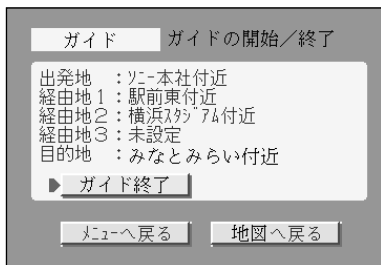 ガイド ガイドの開始／終了
出発地 ：ｿﾆｰ本社付近
経由地１：駅前東付近
経由地２：横浜ｽﾀｼﾞｱﾑ付近
経由地３：未設定
目的地 ：みなとみらい付近
ガイド終了
ﾒﾆｭｰへ戻る 地図へ戻る